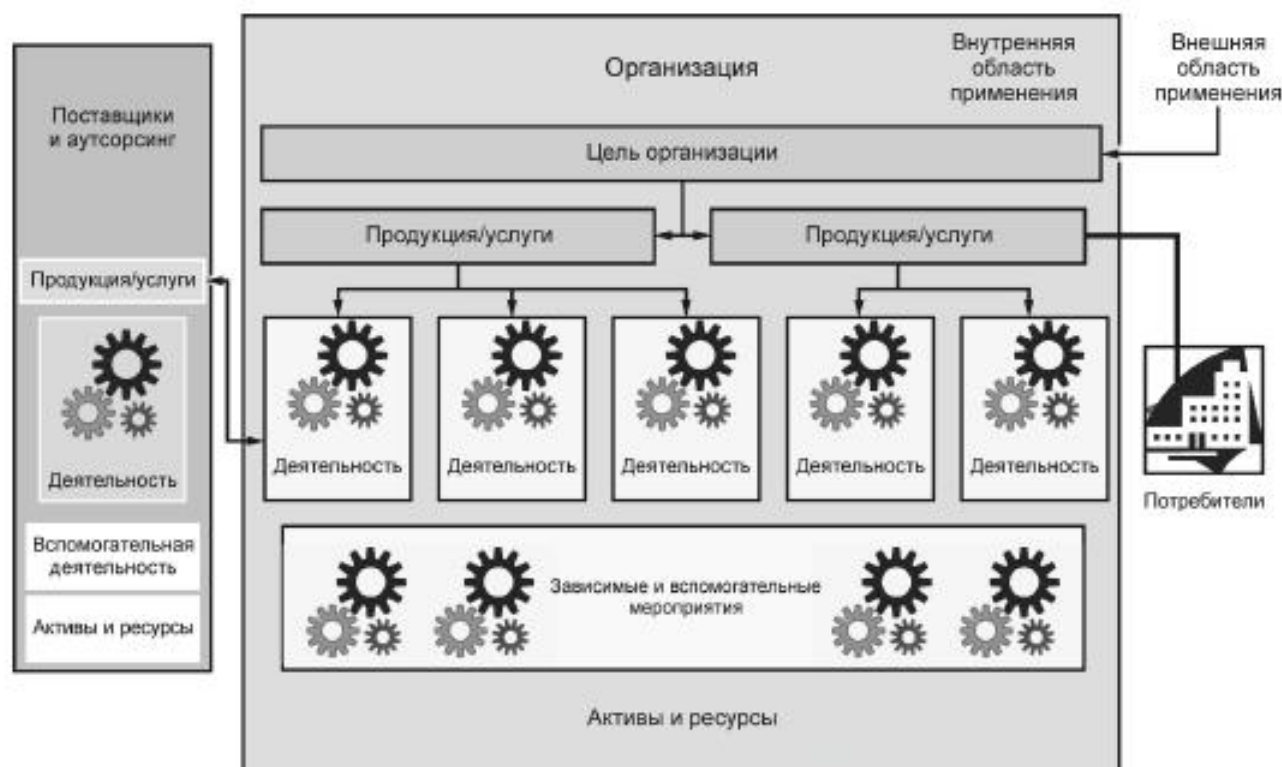 Поставщики
и аутсорсинг
Продукция/услуги
Деятельность
Вспомогательная
деятельность
Активы и ресурсы
Организация
Внутренняя
область
применения
Внешняя
область
применения
Цель организации
Продукция/услуги
Продукция/услуги
Деятельность
Деятельность
Деятельность
Деятельность
Деятельность
Потребители
Зависимые и вспомогательные
мероприятия
Активы и ресурсы